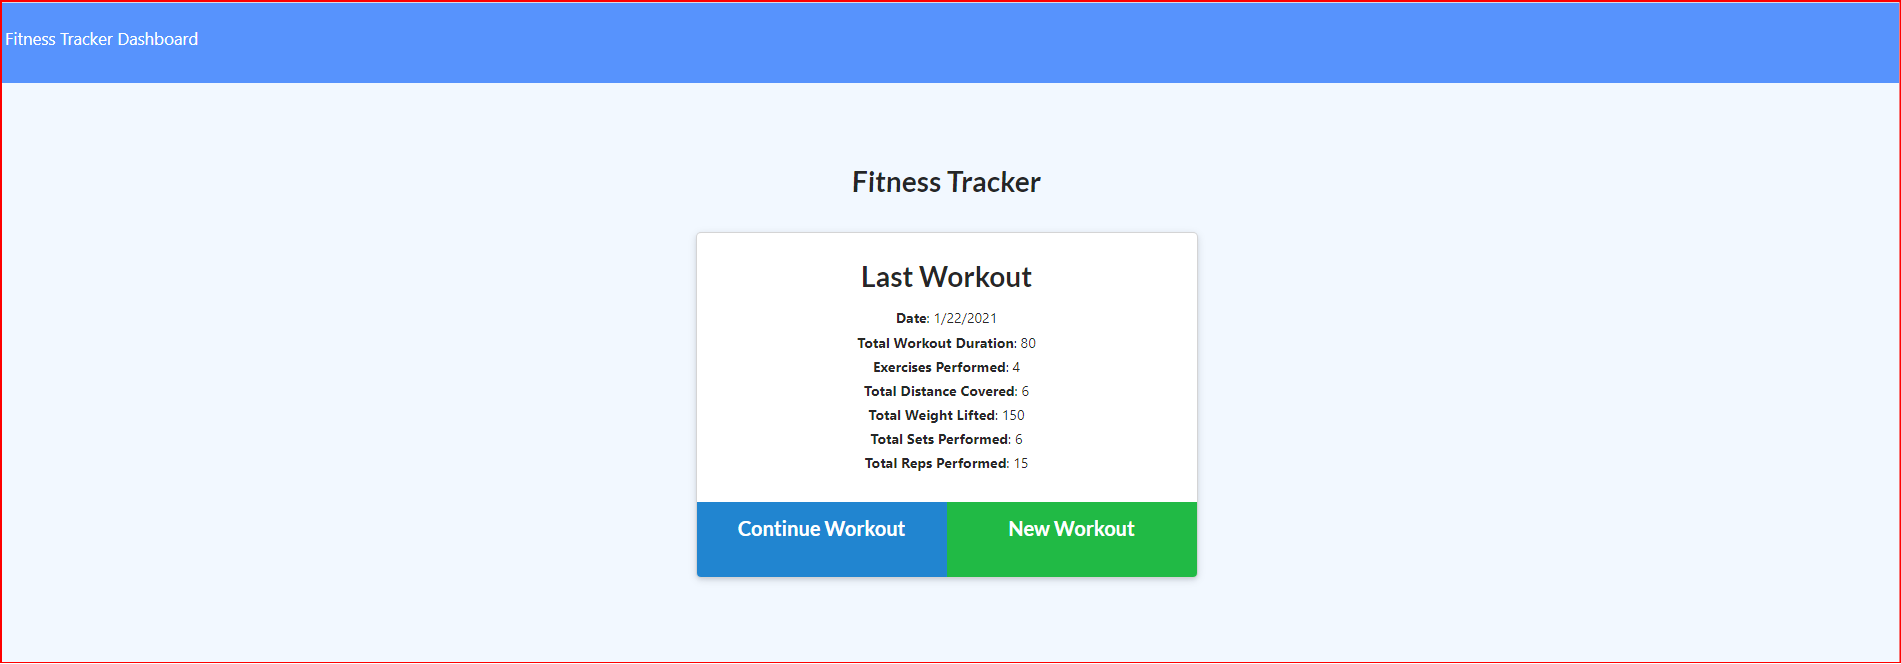 Fitness Tracker Dashboard
Fitness Tracker
Last Workout
Date: 1/22/2021
Total Workout Duration: 80
Exercises Performed: 4
Total Distance Covered: 6
Total Weight Lifted: 150
Total Sets Performed: 6
Total Reps Performed: 15
Continue Workout New Workout